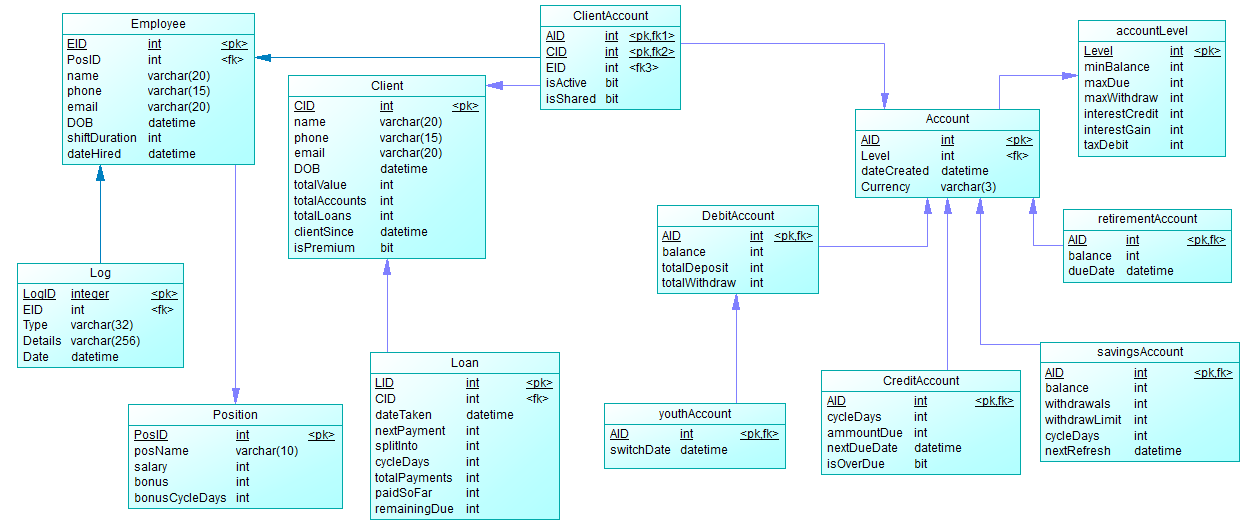 Employee
EID int <pk>
PosID int <fk>
name varchar(20)
phone varchar(15)
email varchar(20)
DOB datetime
shiftDuration int
dateHired datetime
ClientAccount
AID int <pk,fk1>
CID int <pk,fk2>
EID int <fk3>
isActive bit
isShared bit
accountLevel
Level int <pk>
minBalance int
maxDue int
maxWithdraw int
interestCredit int
interestGain int
taxDebit int
Client
CID int <pk>
name varchar(20)
phone varchar(15)
email varchar(20)
DOB datetime
totalValue int
totalAccounts int
totalLoans int
clientSince datetime
isPremium bit
Account
AID int <pk>
Level int <fk>
dateCreated datetime
Currency varchar(3)
DebitAccount
AID int <pk,fk>
balance int
totalDeposit int
totalWithdraw int
retirementAccount
AID int <pk,fk>
balance int
dueDate datetime
Log
LogID integer <pk>
EID int <fk>
Type varchar(32)
Details varchar(256)
Date datetime
Loan
LID int <pk>
CID int <fk>
dateTaken datetime
nextPayment int
splitInto int
cycleDays int
totalPayments int
paidSoFar int
remainingDue int
savingsAccount
AID int <pk,fk>
balance int
withdrawals int
withdrawLimit int
cycleDays int
nextRefresh datetime
CreditAccount
AID int <pk,fk>
cycleDays int
ammountDue int
nextDueDate datetime
isOverDue bit
Position
PosID int <pk>
posName varchar(10)
salary int
bonus int
bonusCycleDays int
youthAccount
AID int <pk,fk>
switchDate datetime